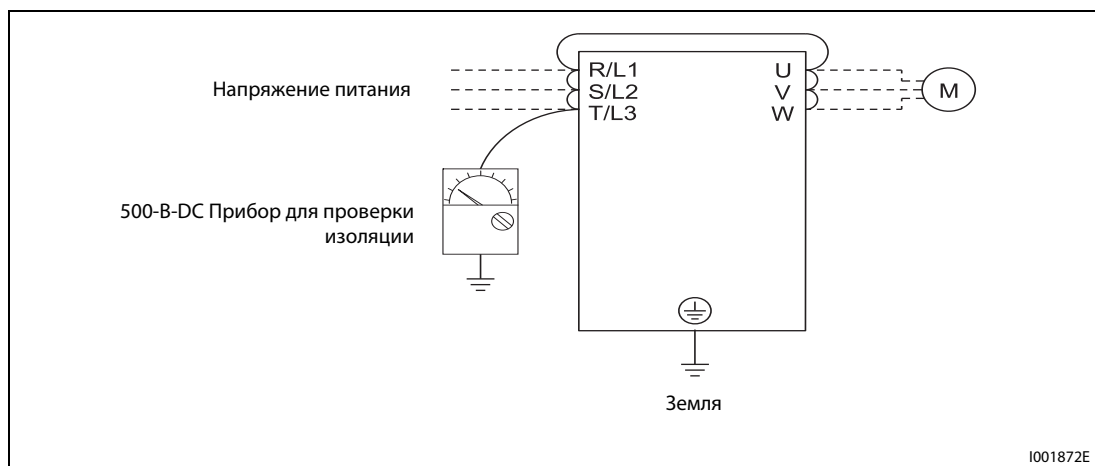 R/L1 U
Напряжение питания S/L2 V M
T/L3 W
500-В-DC Прибор для проверки
изоляции
Земля
I001872E